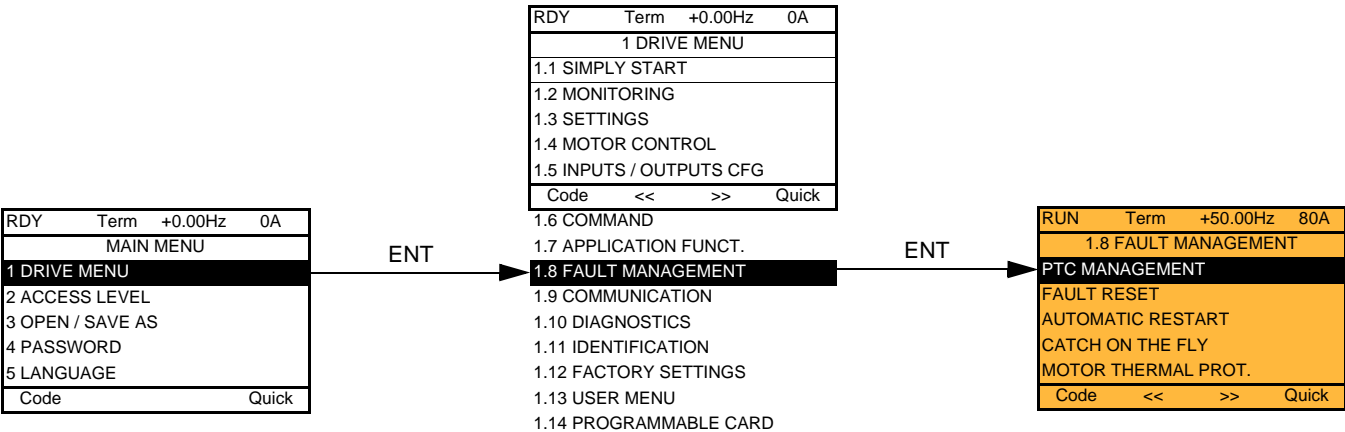 RDY Term +0.00Hz 0A
MAIN MENU
1 DRIVE MENU
2 ACCESS LEVEL
3 OPEN / SAVE AS
4 PASSWORD
5 LANGUAGE
Code Quick
ENT
RDY Term +0.00Hz 0A
1 DRIVE MENU
1.1 SIMPLY START
1.2 MONITORING
1.3 SETTINGS
1.4 MOTOR CONTROL
1.5 INPUTS / OUTPUTS CFG
Code << >> Quick
1.6 COMMAND
1.7 APPLICATION FUNCT.
1.8 FAULT MANAGEMENT
1.9 COMMUNICATION
1.10 DIAGNOSTICS
1.11 IDENTIFICATION
1.12 FACTORY SETTINGS
1.13 USER MENU
1.14 PROGRAMMABLE CARD
ENT
RUN Term +50.00Hz 80A
1.8 FAULT MANAGEMENT
PTC MANAGEMENT
FAULT RESET
AUTOMATIC RESTART
CATCH ON THE FLY
MOTOR THERMAL PROT.
Code << >> Quick